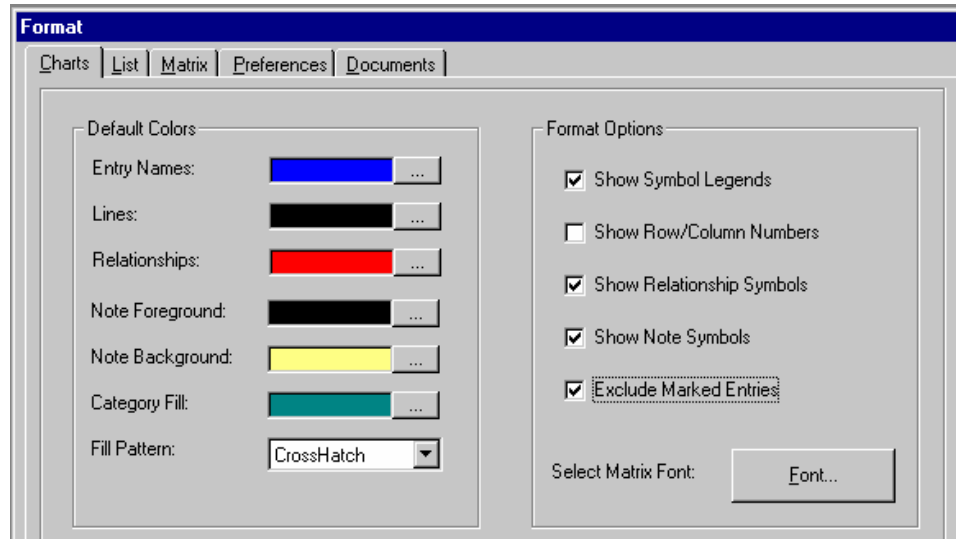 Format
Charts List Matrix Preferences Documents
Default Colors
Entry Names: ...
Lines: ...
Relationships: ...
Note Foreground: ...
Note Background: ...
Category Fill: ...
Fill Pattern: CrossHatch
Format Options
Show Symbol Legends
Show Row/Column Numbers
Show Relationship Symbols
Show Note Symbols
Exclude Marked Entries
Select Matrix Font: Font...